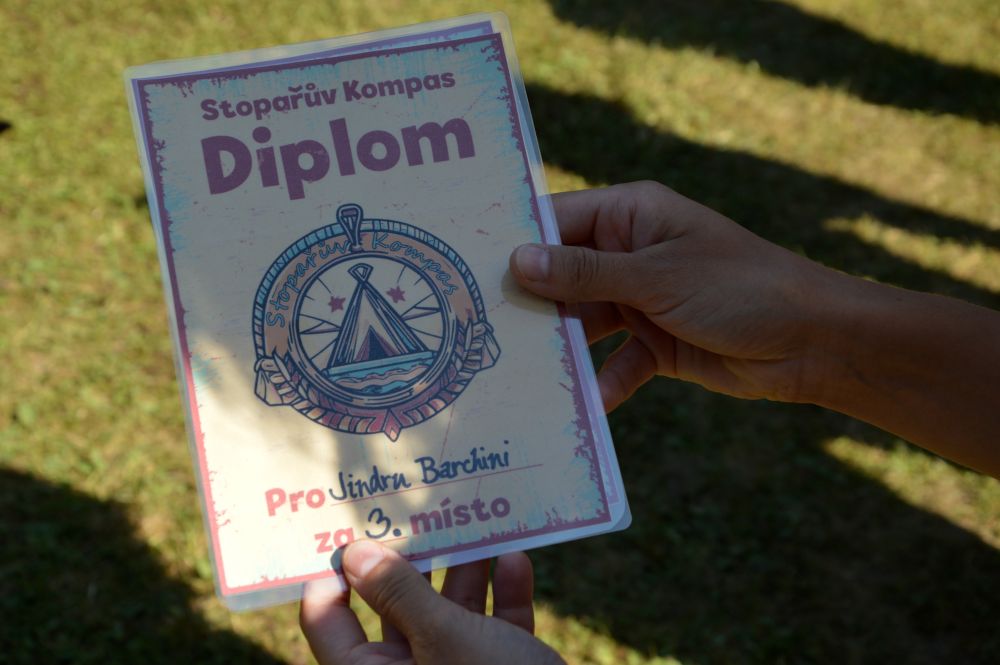 Stopařův Kompas
Diplom
Stopařův Kompas
Pro Jindru Barchini
za 3. místo